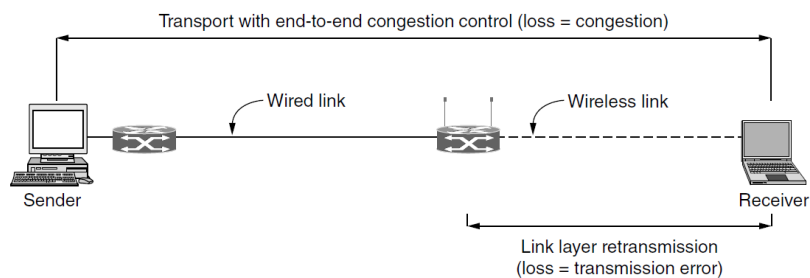 Transport with end-to-end congestion control (loss = congestion)
Wired link
Wireless link
Sender
Receiver
Link layer retransmission
(loss = transmission error)